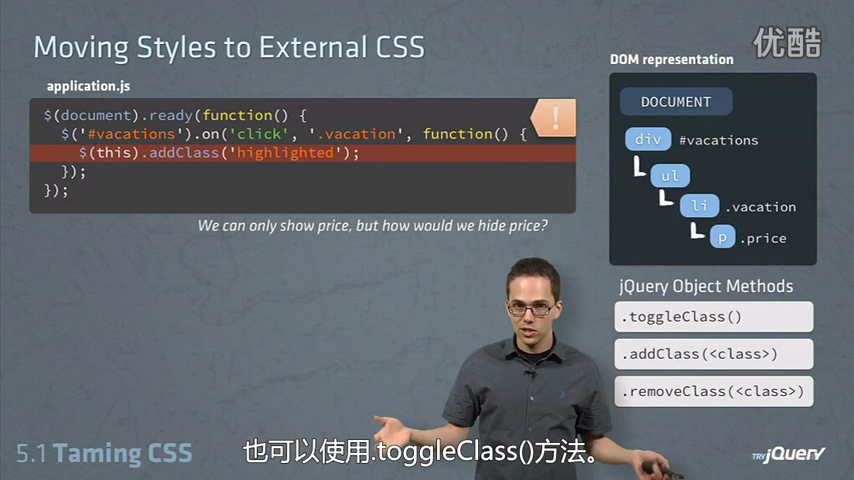 Moving Styles to External CSS
优酷
application.js
$(document).ready(function() {
$('#vacations').on('click', '.vacation', function() {
$(this).addClass('highlighted');
});
});
!
We can only show price, but how would we hide price?
DOM representation
DOCUMENT
div #vacations
ul
li .vacation
p .price
jQuery Object Methods
.toggleClass()
.addClass(<class>)
.removeClass(<class>)
5.1 Taming CSS
也可以使用.toggleClass()方法。
TRY jQuery